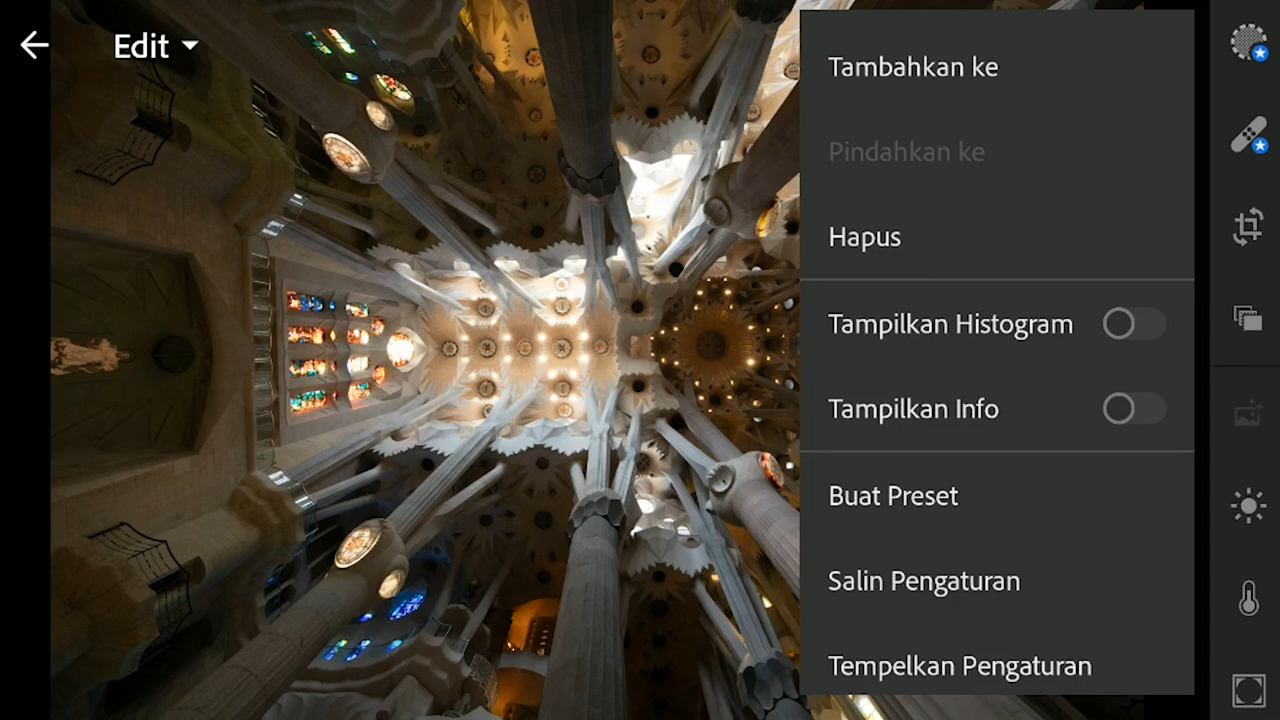 Edit
Tambahkan ke
Pindahkan ke
Hapus
Tampilkan Histogram
Tampilkan Info
Buat Preset
Salin Pengaturan
Tempelkan Pengaturan